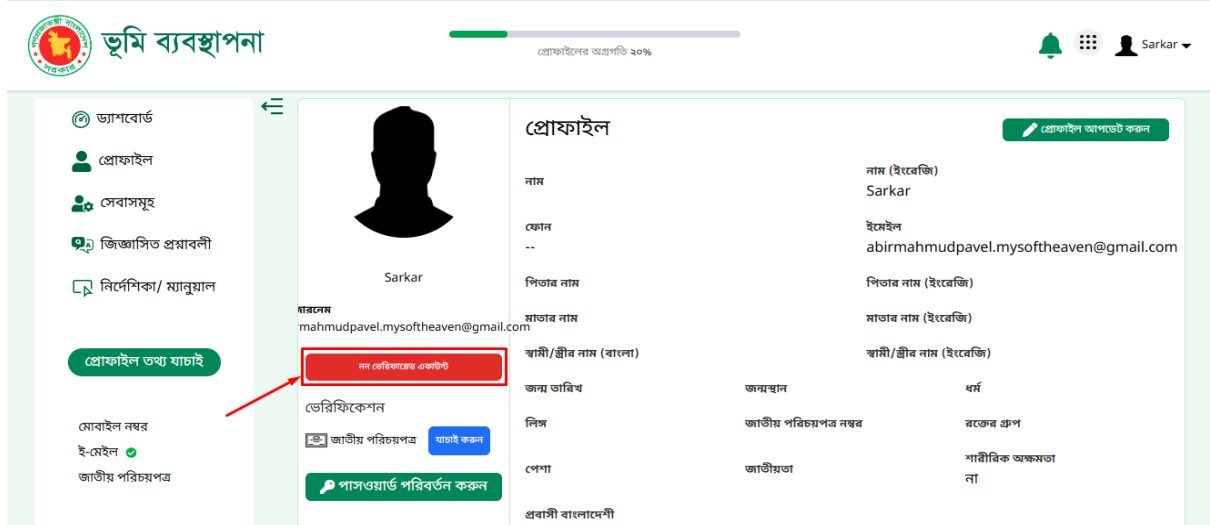 ভূমি ব্যবস্থাপনা
প্রোফাইলের অগ্রগতি ২০%
Sarkar
ড্যাশবোর্ড
প্রোফাইল
সেবাসমূহ
জিজ্ঞাসিত প্রশ্নাবলী
নির্দেশিকা/ ম্যানুয়াল
প্রোফাইল তথ্য যাচাই
মোবাইল নম্বর
ই-মেইল
জাতীয় পরিচয়পত্র
Sarkar
জারনেম
rmahmudpavel.mysoftheaven@gmail.com
নন ভেরিফায়েড একাউন্ট
ভেরিফিকেশন
জাতীয় পরিচয়পত্র যাচাই করুন
পাসওয়ার্ড পরিবর্তন করুন
প্রোফাইল
প্রোফাইল আপডেট করুন
নাম
নাম (ইংরেজি)
Sarkar
ফোন
--
ইমেইল
abirmahmudpavel.mysoftheaven@gmail.com
পিতার নাম
পিতার নাম (ইংরেজি)
মাতার নাম
মাতার নাম (ইংরেজি)
স্বামী/স্ত্রীর নাম (বাংলা)
স্বামী/স্ত্রীর নাম (ইংরেজি)
জন্ম তারিখ
জন্মস্থান
ধর্ম
লিঙ্গ
জাতীয় পরিচয়পত্র নম্বর
রক্তের গ্রুপ
পেশা
জাতীয়তা
শারীরিক অক্ষমতা
না
প্রবাসী বাংলাদেশী